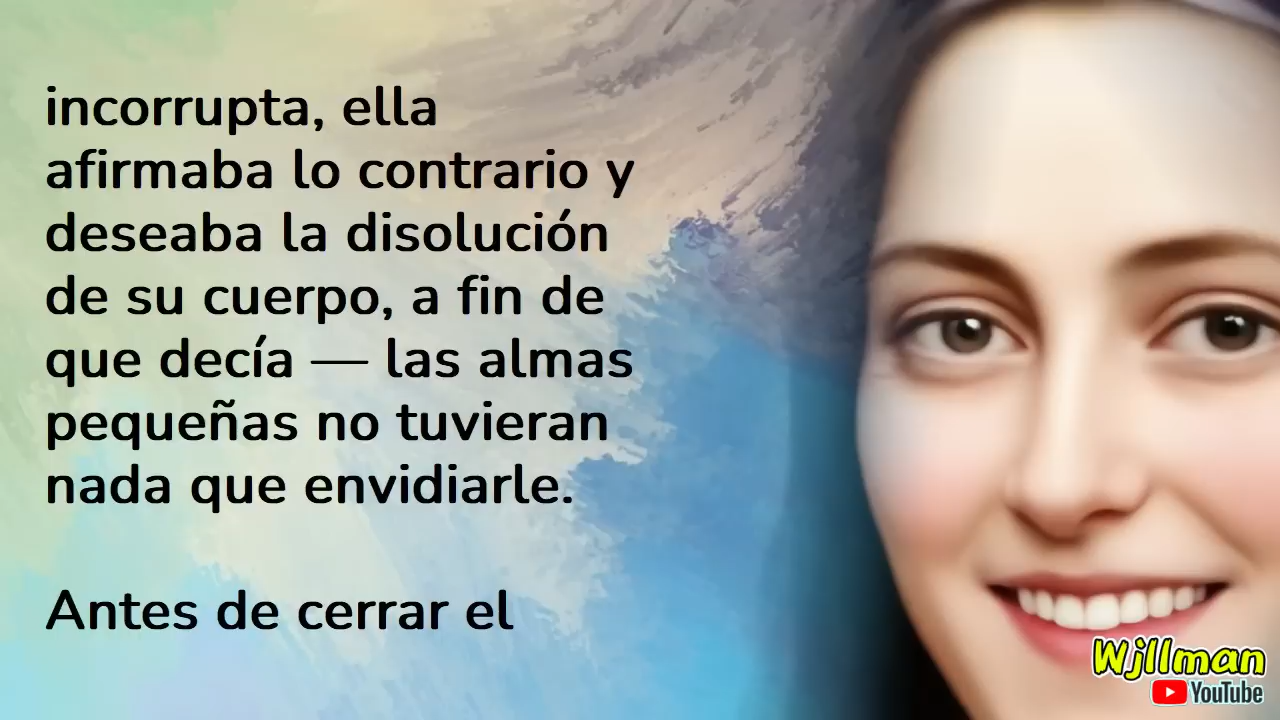 incorrupta, ella
afirmaba lo contrario y
deseaba la disolución
de su cuerpo, a fin de
que decía — las almas
pequeñas no tuvieran
nada que envidiarle.
Antes de cerrar el
Wjllman
YouTube